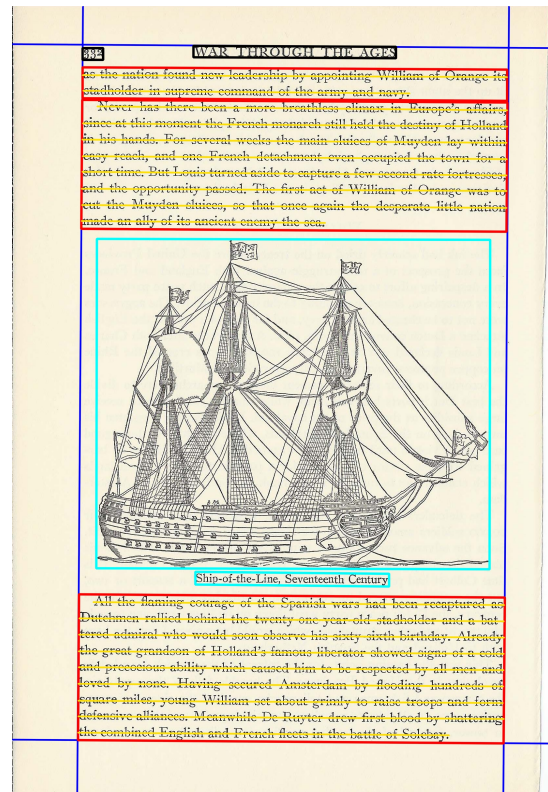 WAR THROUGH THE AGES
as the nation found new leadership by appointing William of Orange its
stadholder in supreme command of the army and navy.
Never has there been a more breathless climax in Europe's affairs,
since at this moment the French monarch still held the destiny of Holland
in his hands. For several weeks the main sluices of Muyden lay within
easy reach, and one French detachment even occupied the town for a
short time. But Louis turned aside to capture a few second-rate fortresses,
and the opportunity passed. The first act of William of Orange was to
cut the Muyden sluices, so that once again the desperate little nation
made an ally of its ancient enemy the sea.
Ship-of-the-Line, Seventeenth Century
All the flaming courage of the Spanish wars had been recaptured as
Dutchmen rallied behind the twenty-one-year-old stadholder and a bat-
tered admiral who would soon observe his sixty-sixth birthday. Already
the great-grandson of Holland's famous liberator showed signs of a cold
and precocious ability which caused him to be respected by all men and
loved by none. Having secured Amsterdam by flooding hundreds of
square miles, young William set about grimly to raise troops and form
defensive alliances. Meanwhile De Ruyter drew first blood by shattering
the combined English and French fleets in the battle of Solebay.